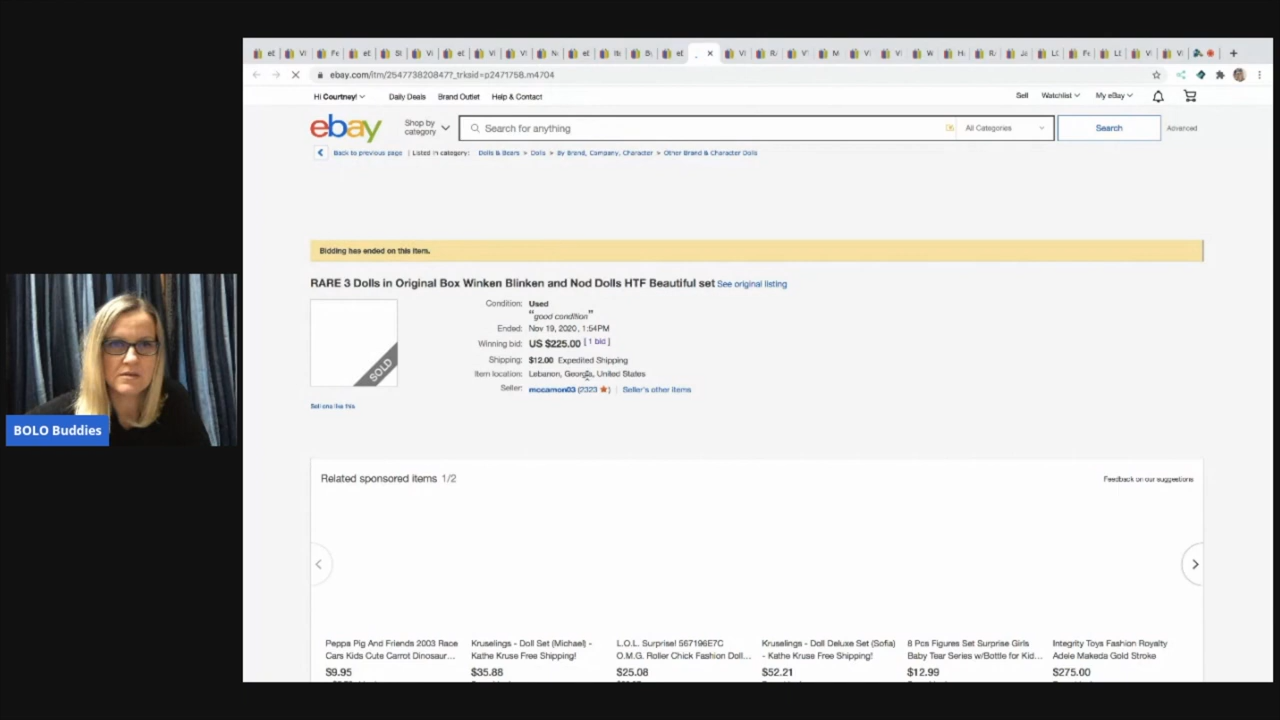 ebay.com/itm/254773820847?_trksid=p2471758.m4704
Hi Courtney! Daily Deals Brand Outlet Help & Contact Sell Watchlist My eBay
ebay Shop by category Search for anything All Categories Search Advanced
Back to previous page | Listed in category: Dolls & Bears > Dolls > By Brand, Company, Character > Other Brand & Character Dolls
Bidding has ended on this item.
RARE 3 Dolls in Original Box Winken Blinken and Nod Dolls HTF Beautiful set See original listing
Condition: Used
"good condition"
Ended: Nov 19, 2020, 1:54PM
Winning bid: US $225.00 [ 1 bid ]
Shipping: $12.00 Expedited Shipping
Item location: Lebanon, Georgia, United States
Seller: mccamon03 (2323 ★) | Seller's other items
SOLD
Sell one like this
BOLO Buddies
Related sponsored items 1/2 Feedback on our suggestions
Peppa Pig And Friends 2003 Race Cars Kids Cute Carrot Dinosaur...
$9.95
Kruselings - Doll Set (Michael) - Kathe Kruse Free Shipping!
$35.88
L.O.L. Surprise! 567196E7C O.M.G. Roller Chick Fashion Doll...
$25.08
Kruselings - Doll Deluxe Set (Sofia) - Kathe Kruse Free Shipping!
$52.21
8 Pcs Figures Set Surprise Girls Baby Tear Series w/Bottle for Kid...
$12.99
Integrity Toys Fashion Royalty Adele Makeda Gold Stroke
$275.00